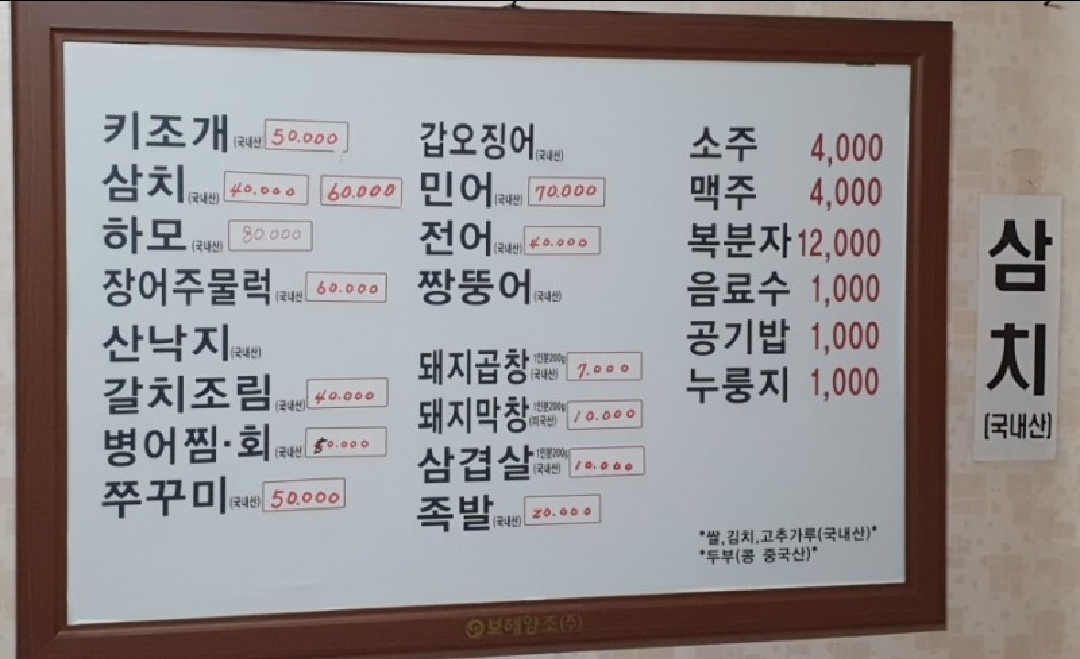 키조개(국내산) 50.000
삼치(국내산) 40.000 60.000
하모(국내산) 80.000
장어주물럭(국내산 60.000
산낙지(국내산)
갈치조림(국내산) 40.000
병어찜·회(국내산 50.000
쭈꾸미(국내산) 50.000
갑오징어(국내산)
민어(국내산) 70.000
전어(국내산) 40.000
짱뚱어(국내산)
돼지곱창 1인분200g (국내산) 7.000
돼지막창 1인분200g (미국산) 10.000
삼겹살 1인분200g (국내산) 10.000
족발(국내산) 20.000
소주 4,000
맥주 4,000
복분자 12,000
음료수 1,000
공기밥 1,000
누룽지 1,000
*쌀,김치,고추가루(국내산)*
*두부(콩 중국산)*
보해양조(주)
삼
치
(국내산)